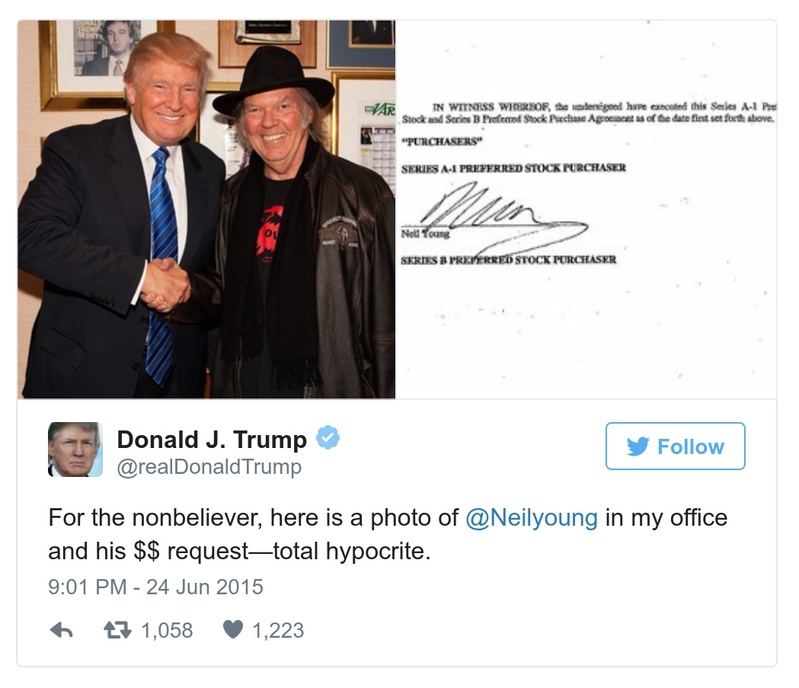 DONALD
TRUMP
VAR
IN WITNESS WHEREOF, the undersigned have executed this Series A-1 Pre
Stock and Series B Preferred Stock Purchase Agreement as of the date first set forth above.
"PURCHASERS"
SERIES A-1 PREFERRED STOCK PURCHASER
Neil Young
SERIES B PREFERRED STOCK PURCHASER
Donald J. Trump
@realDonaldTrump
Follow
For the nonbeliever, here is a photo of @Neilyoung in my office
and his $$ request—total hypocrite.
9:01 PM - 24 Jun 2015
1,058 1,223